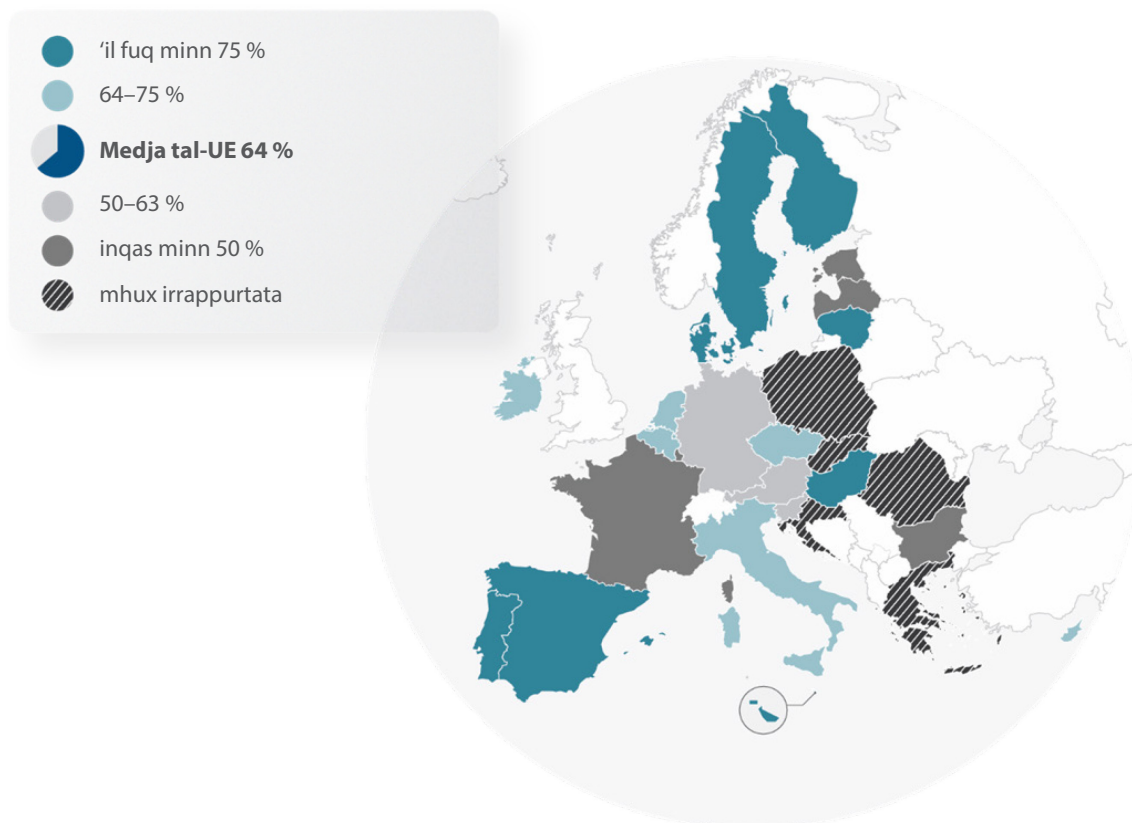 ‘il fuq minn 75 %
64–75 %
Medja tal-UE 64 %
50–63 %
inqas minn 50 %
mhux irrappurtata